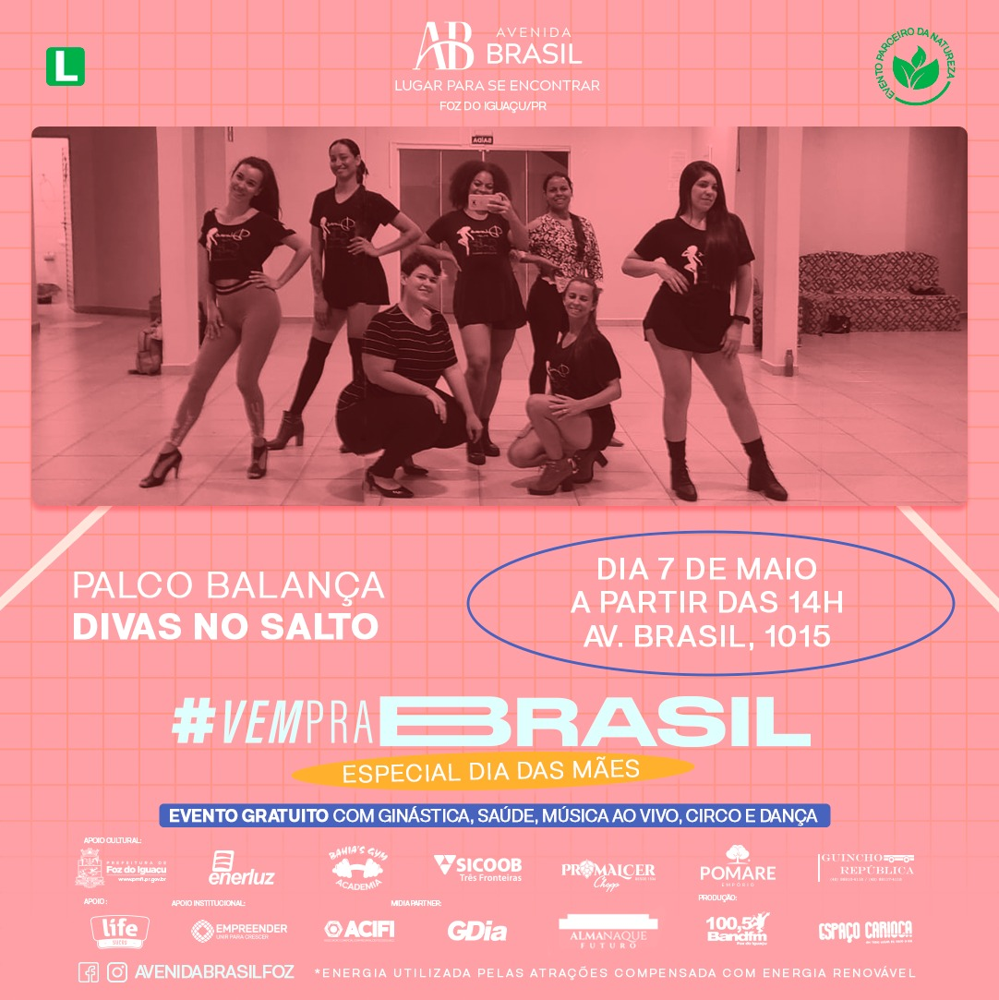 L
AB AVENIDA
BRASIL
LUGAR PARA SE ENCONTRAR
FOZ DO IGUAÇU/PR
EVENTO PARCEIRO DA NATUREZA
PALCO BALANÇA
DIVAS NO SALTO
DIA 7 DE MAIO
A PARTIR DAS 14H
AV. BRASIL, 1015
#VEMPRABRASIL
ESPECIAL DIA DAS MÃES
EVENTO GRATUITO COM GINÁSTICA, SAÚDE, MÚSICA AO VIVO, CIRCO E DANÇA
APOIO CULTURAL:
PREFEITURA DE
Foz do Iguaçu
www.pmfi.pr.gov.br
enerluz
BAHIA'S GYM
ACADEMIA
SICOOB
Três Fronteiras
PROMALCER
Chopp
POMARE
EMPÓRIO
GUINCHO
REPÚBLICA
APOIO:
life
SUCOS
APOIO INSTITUCIONAL:
EMPREENDER
UNIR PARA CRESCER
ACIFI
MIDIA PARTNER:
GDia
ALMANAQUE
FUTURO
PRODUÇÃO:
100,5
Bandfm
Foz do Iguaçu
ESPAÇO CARIOCA
AVENIDABRASILFOZ
*ENERGIA UTILIZADA PELAS ATRAÇÕES COMPENSADA COM ENERGIA RENOVÁVEL